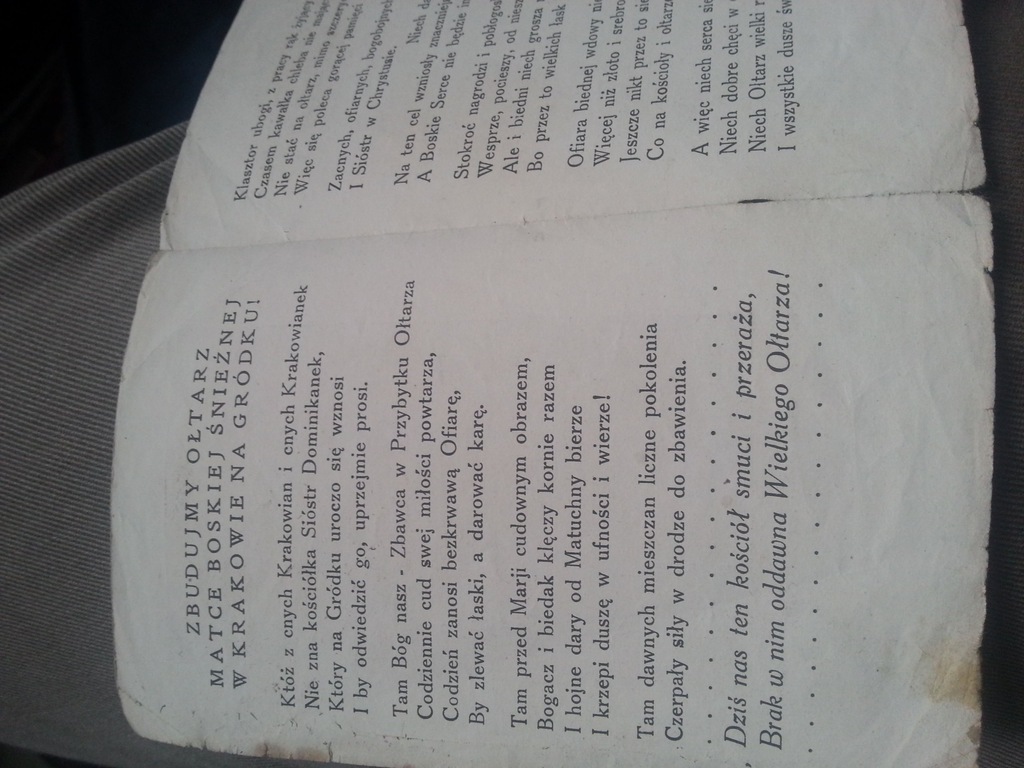 ZBUDUJMY OŁTARZ
MATCE BOSKIEJ ŚNIEŻNEJ
W KRAKOWIE NA GRÓDKU!
Któż z cnych Krakowian i cnych Krakowianek
Nie zna kościółka Sióstr Dominikanek,
Który na Gródku uroczo się wznosi
I by odwiedzić go, uprzejmie prosi.
Tam Bóg nasz - Zbawca w Przybytku Ołtarza
Codziennie cud swej miłości powtarza,
Codzień zanosi bezkrwawą Ofiarę,
By zlewać łaski, a darować karę.
Tam przed Marji cudownym obrazem,
Bogacz i biedak klęczy kornie razem
I hojne dary od Matuchny bierze
I krzepi duszę w ufności i wierze!
Tam dawnych mieszczan liczne pokolenia
Czerpały siły w drodze do zbawienia.
. . . . . . . . . . . . . .
Dziś nas ten kościół smuci i przeraża,
Brak w nim oddawna Wielkiego Ołtarza!
. . . . . . . . . . . . . .
Klasztor ubogi, z pracy rąk żyjący
Czasem kawałka chleba nie
Nie stać na ołtarz, mimo
Więc się poleca gorącej pamięci
Zacnych, ofiarnych, bogobojnych
I Sióstr w Chrystusie.
Niech
Na ten cel wzniosły
A Boskie Serce nie będzie
Stokroć nagrodzi i
Wesprze, pocieszy, od
Ale i biedni niech grosza
Bo przez to wielkich łask
Ofiara biednej wdowy
Więcej niż złoto i srebro
Jeszcze nikt przez to
Co na kościoły i
A więc niech serca
Niech dobre chęci w
Niech Ołtarz wielki
I wszystkie dusze